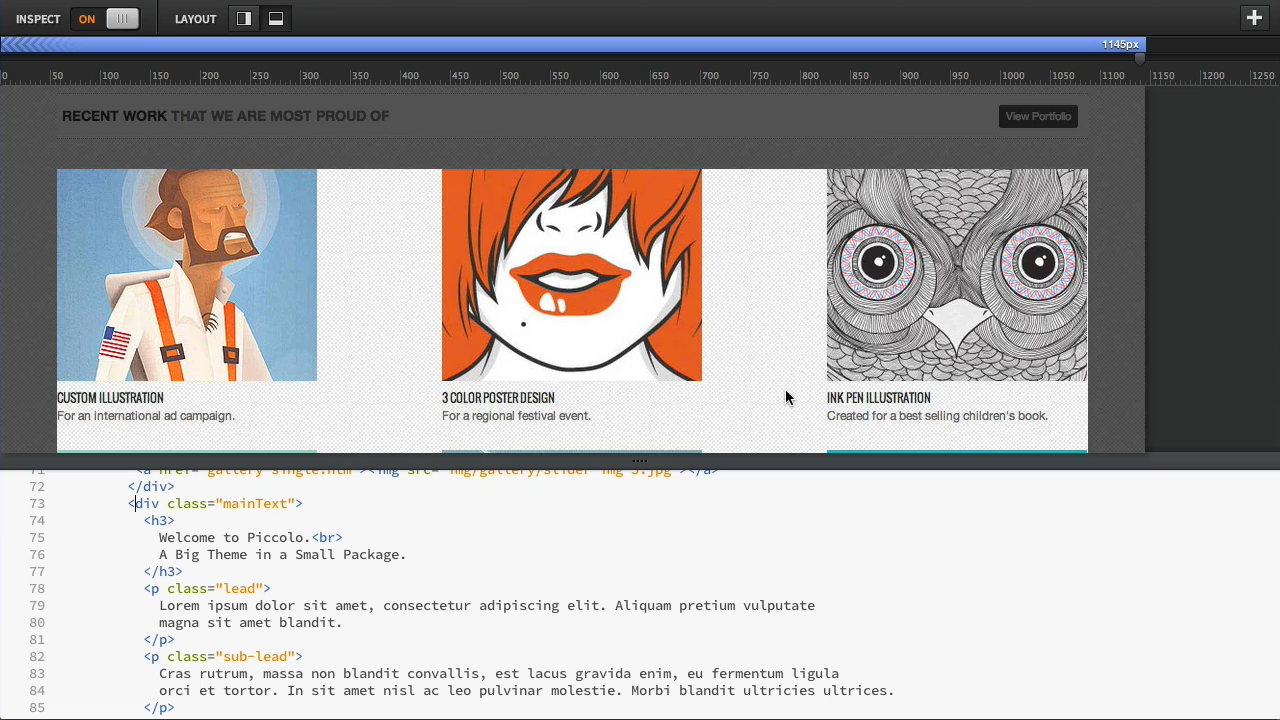 INSPECT ON LAYOUT
1145px
0 50 100 150 200 250 300 350 400 450 500 550 600 650 700 750 800 850 900 950 1000 1050 1100 1150 1200 1250
RECENT WORK THAT WE ARE MOST PROUD OF
View Portfolio
CUSTOM ILLUSTRATION
For an international ad campaign.
3 COLOR POSTER DESIGN
For a regional festival event.
INK PEN ILLUSTRATION
Created for a best selling children's book.
72 </div>
73 <div class="mainText">
74 <h3>
75 Welcome to Piccolo.<br>
76 A Big Theme in a Small Package.
77 </h3>
78 <p class="lead">
79 Lorem ipsum dolor sit amet, consectetur adipiscing elit. Aliquam pretium vulputate
80 magna sit amet blandit.
81 </p>
82 <p class="sub-lead">
83 Cras rutrum, massa non blandit convallis, est lacus gravida enim, eu fermentum ligula
84 orci et tortor. In sit amet nisl ac leo pulvinar molestie. Morbi blandit ultricies ultrices.
85 </p>